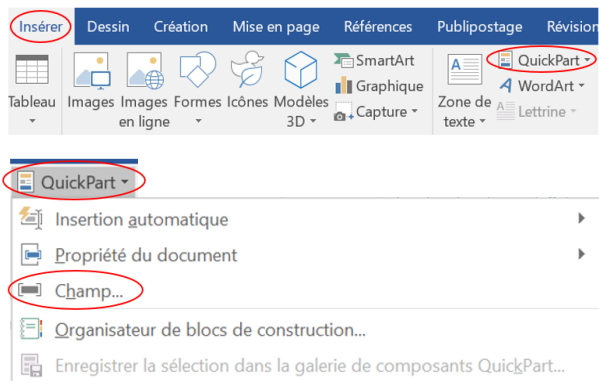 Insérer Dessin Création Mise en page Références Publipostage Révision
SmartArt QuickPart
Graphique WordArt
Tableau Images Images Formes Icônes Modèles Capture Zone de Lettrine
en ligne 3D texte
QuickPart
Insertion automatique
Propriété du document
Champ...
Organisateur de blocs de construction...
Enregistrer la sélection dans la galerie de composants QuickPart...